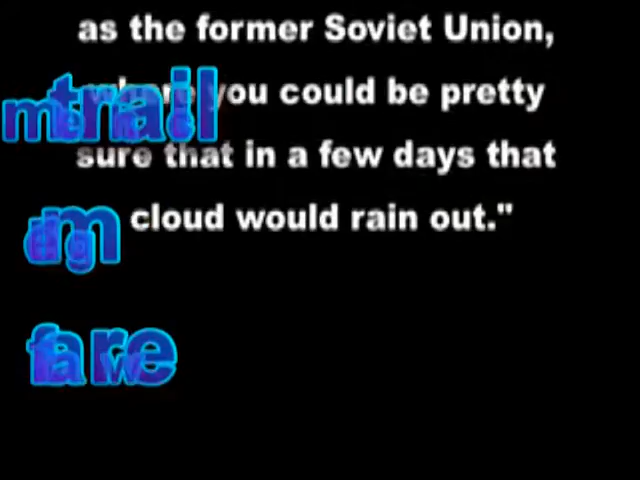 as the former Soviet Union,
where you could be pretty
trail
sure that in a few days that
cloud would rain out."